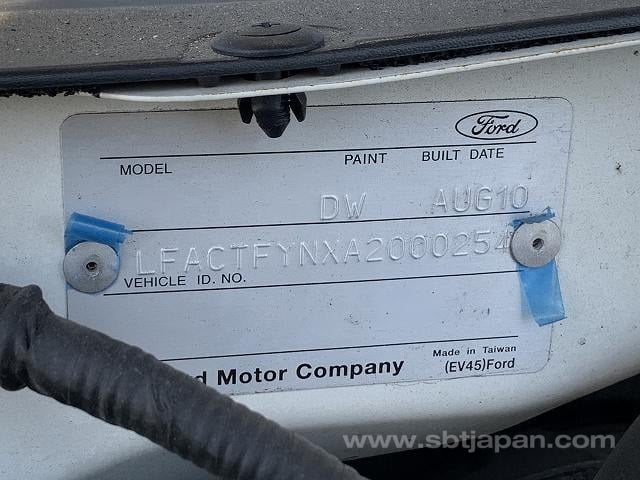 Ford
MODEL PAINT BUILT DATE
DW AUG10
LFACTFYNXA2000254
VEHICLE ID. NO.
d Motor Company
Made in Taiwan
(EV45)Ford
www.sbtjapan.com